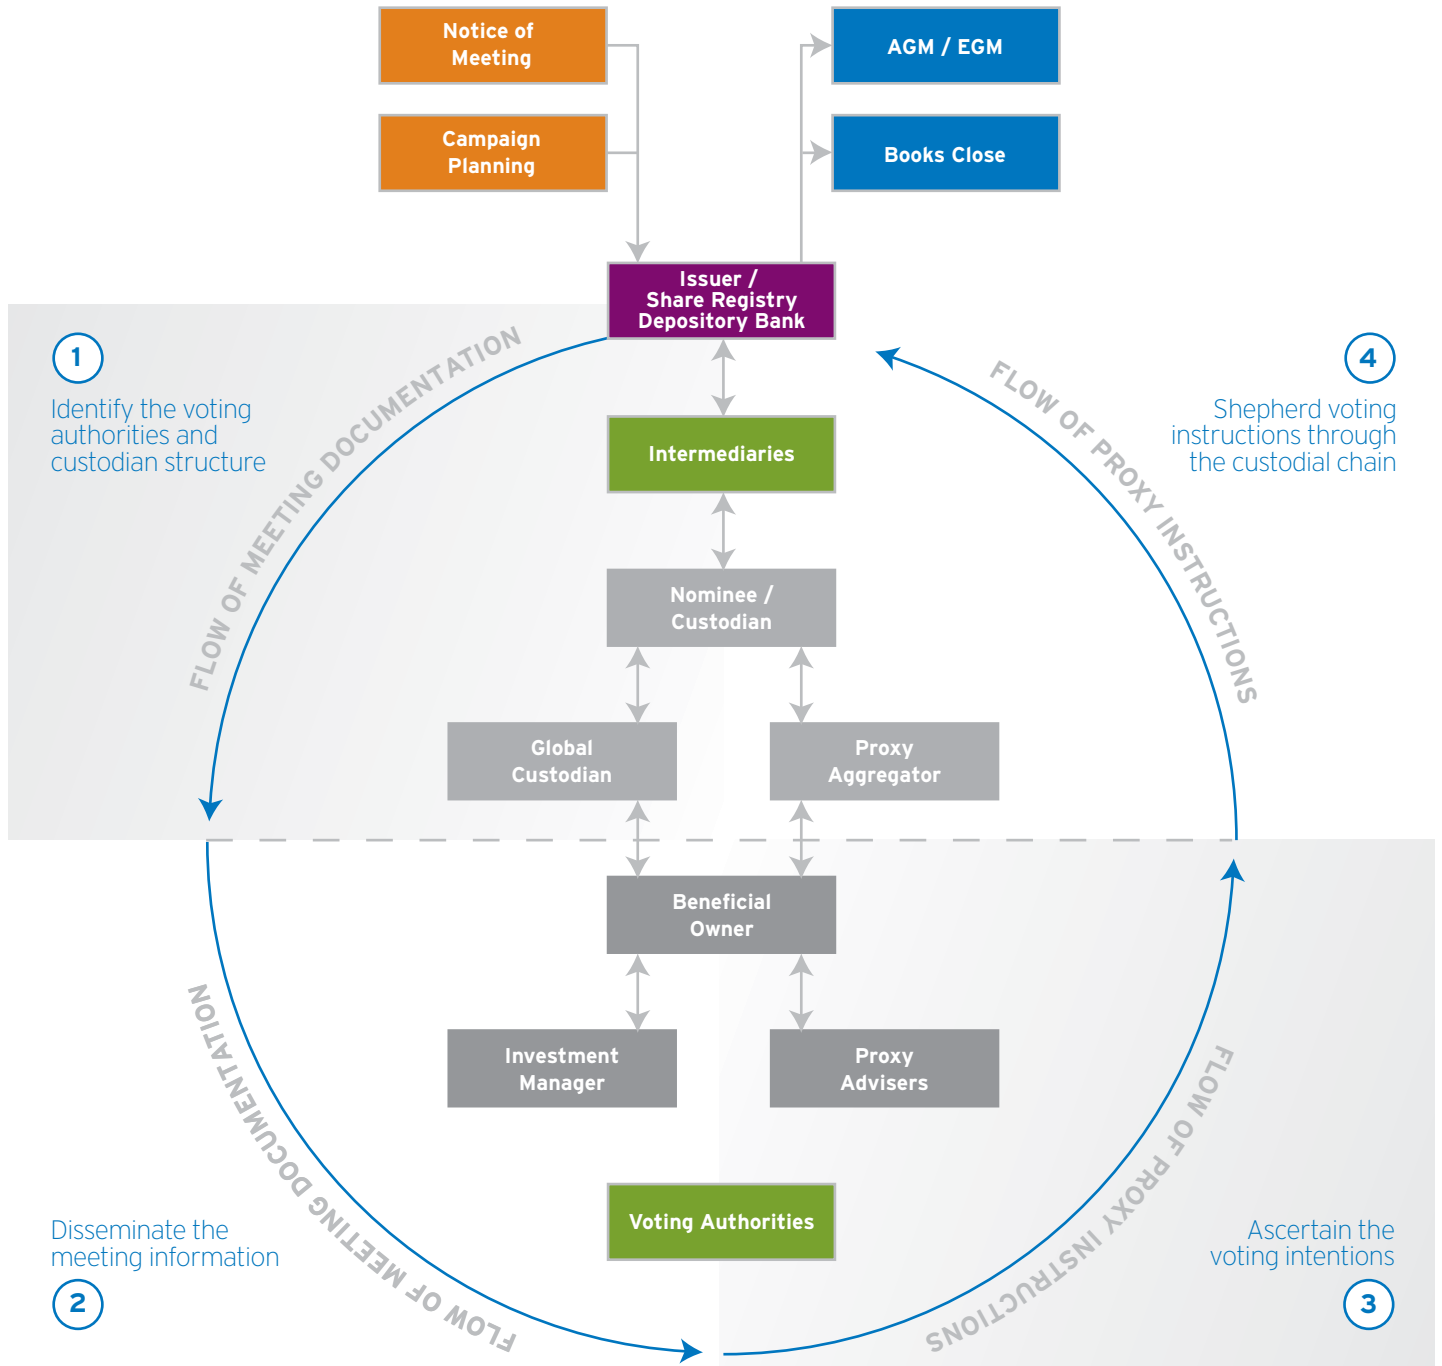 Notice of
Meeting
AGM / EGM
Campaign
Planning
Books Close
Issuer /
Share Registry
Depository Bank
1
Identify the voting
authorities and
custodian structure
FLOW OF MEETING DOCUMENTATION
FLOW OF PROXY INSTRUCTIONS
4
Shepherd voting
instructions through
the custodial chain
Intermediaries
Nominee /
Custodian
Global
Custodian
Proxy
Aggregator
Beneficial
Owner
Investment
Manager
Proxy
Advisers
Voting Authorities
FLOW OF MEETING DOCUMENTATION
FLOW OF PROXY INSTRUCTIONS
Disseminate the
meeting information
2
Ascertain the
voting intentions
3